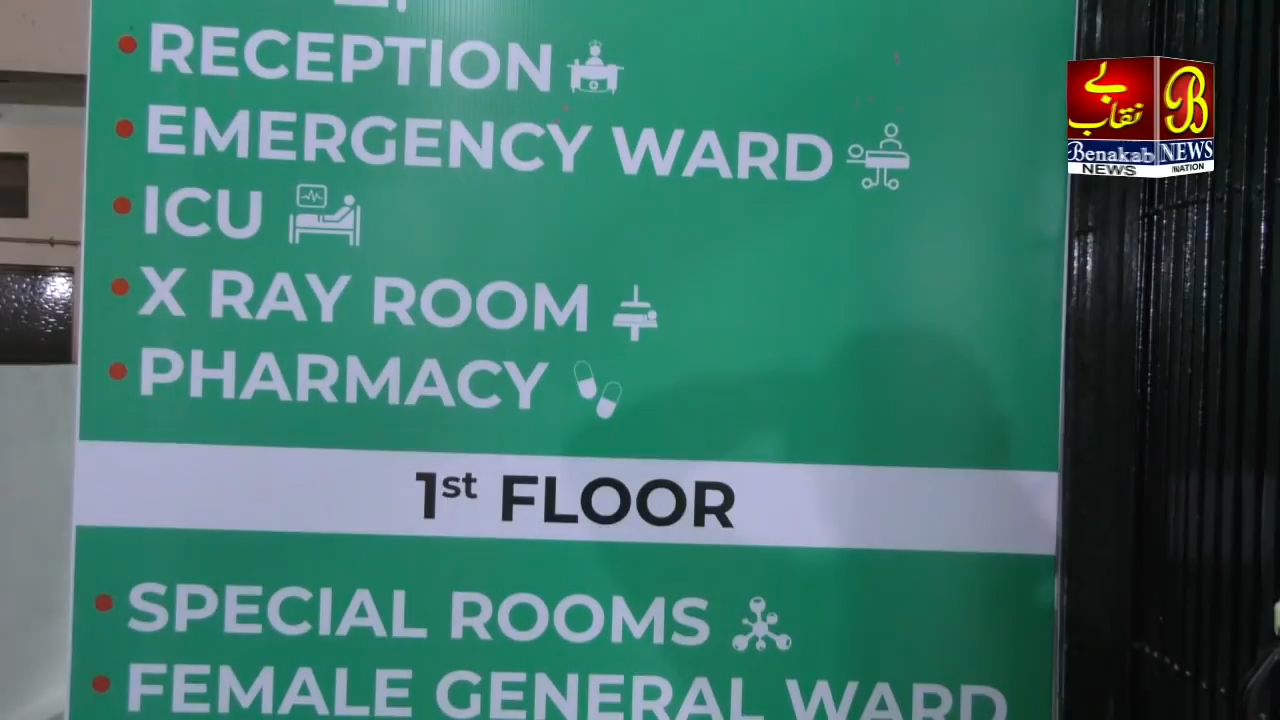 RECEPTION
EMERGENCY WARD
ICU
X RAY ROOM
PHARMACY
1st FLOOR
SPECIAL ROOMS
FEMALE GENERAL WARD
بے
نقاب
B
Benakab NEWS
NEWS NATION